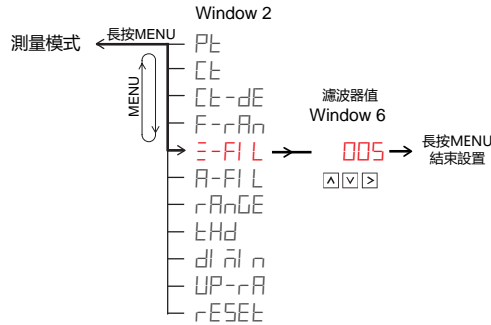 Window 2
測量模式
長按MENU
MENU
Pt
Ct
Ct-dE
F-rAn
Ξ-FIL
A-FIL
rAnGE
tHd
dI n̄In
UP-rA
rESEt
濾波器值
Window 6
005
長按MENU
結束設置